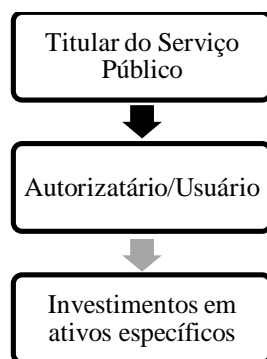 Titular do Serviço
Público
Autorizatário/Usuário
Investimentos em
ativos específicos